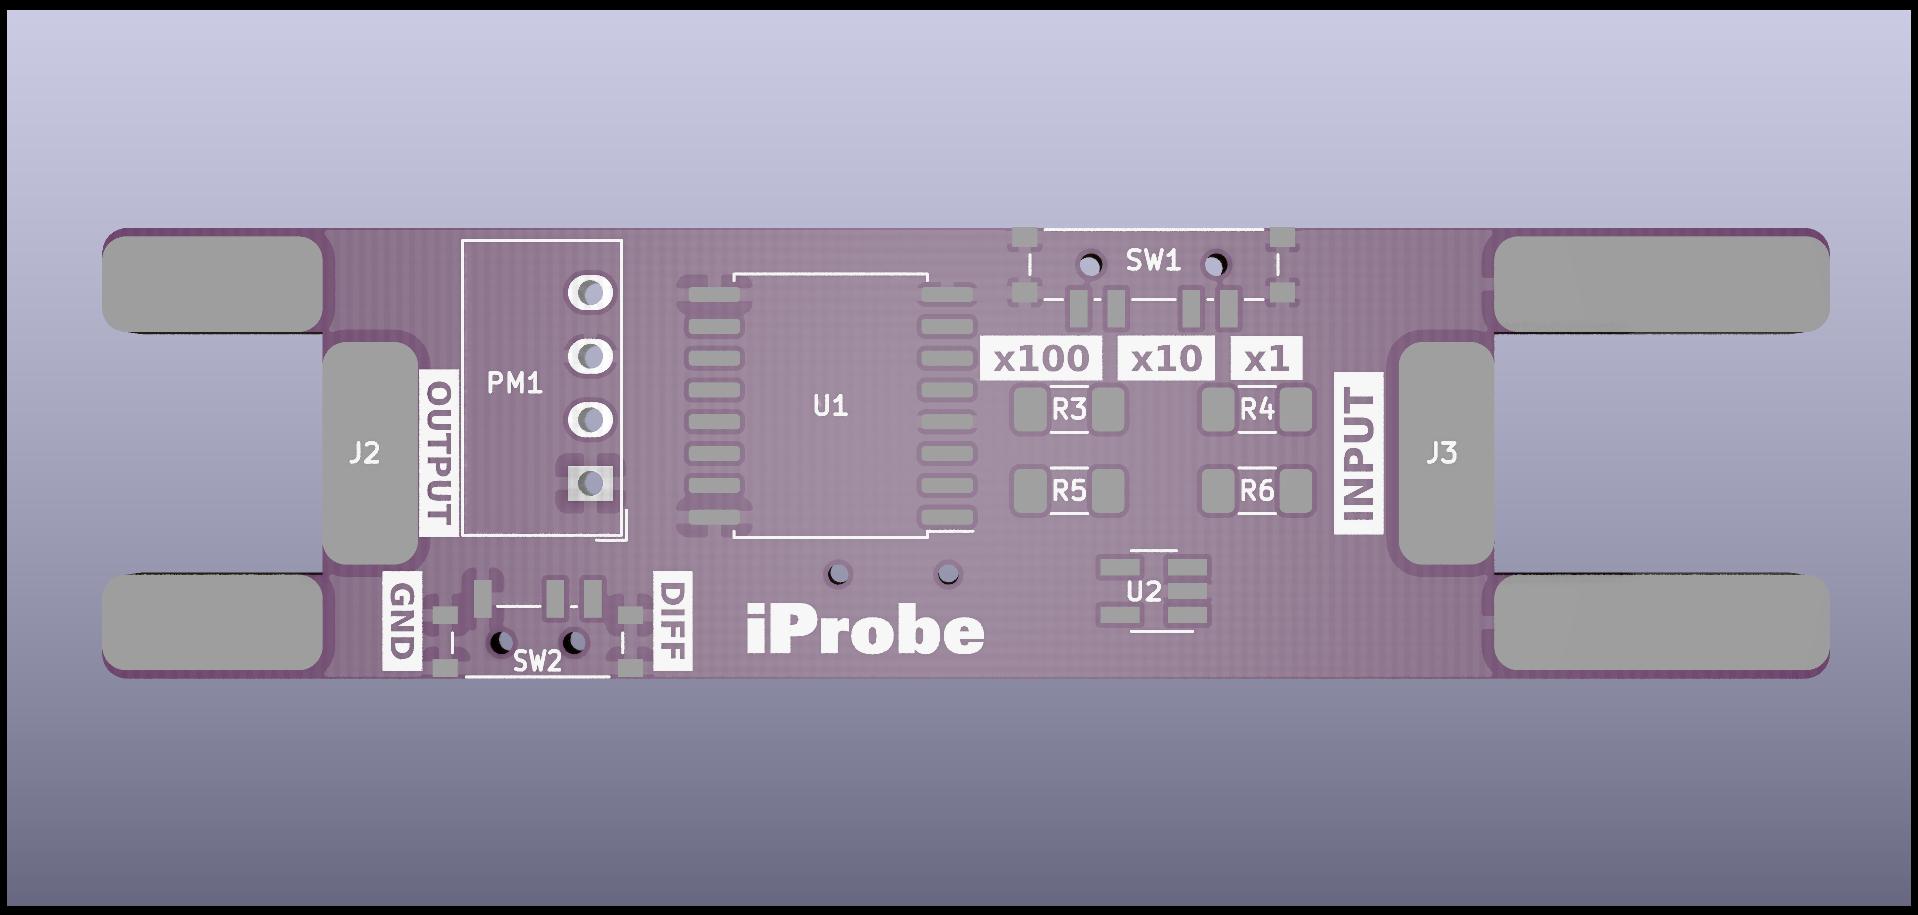 SW1
x100 x10 x1
PM1
U1
R3
R4
OUTPUT
INPUT
J2
J3
R5
R6
GND
DIFF
SW2
iProbe
U2